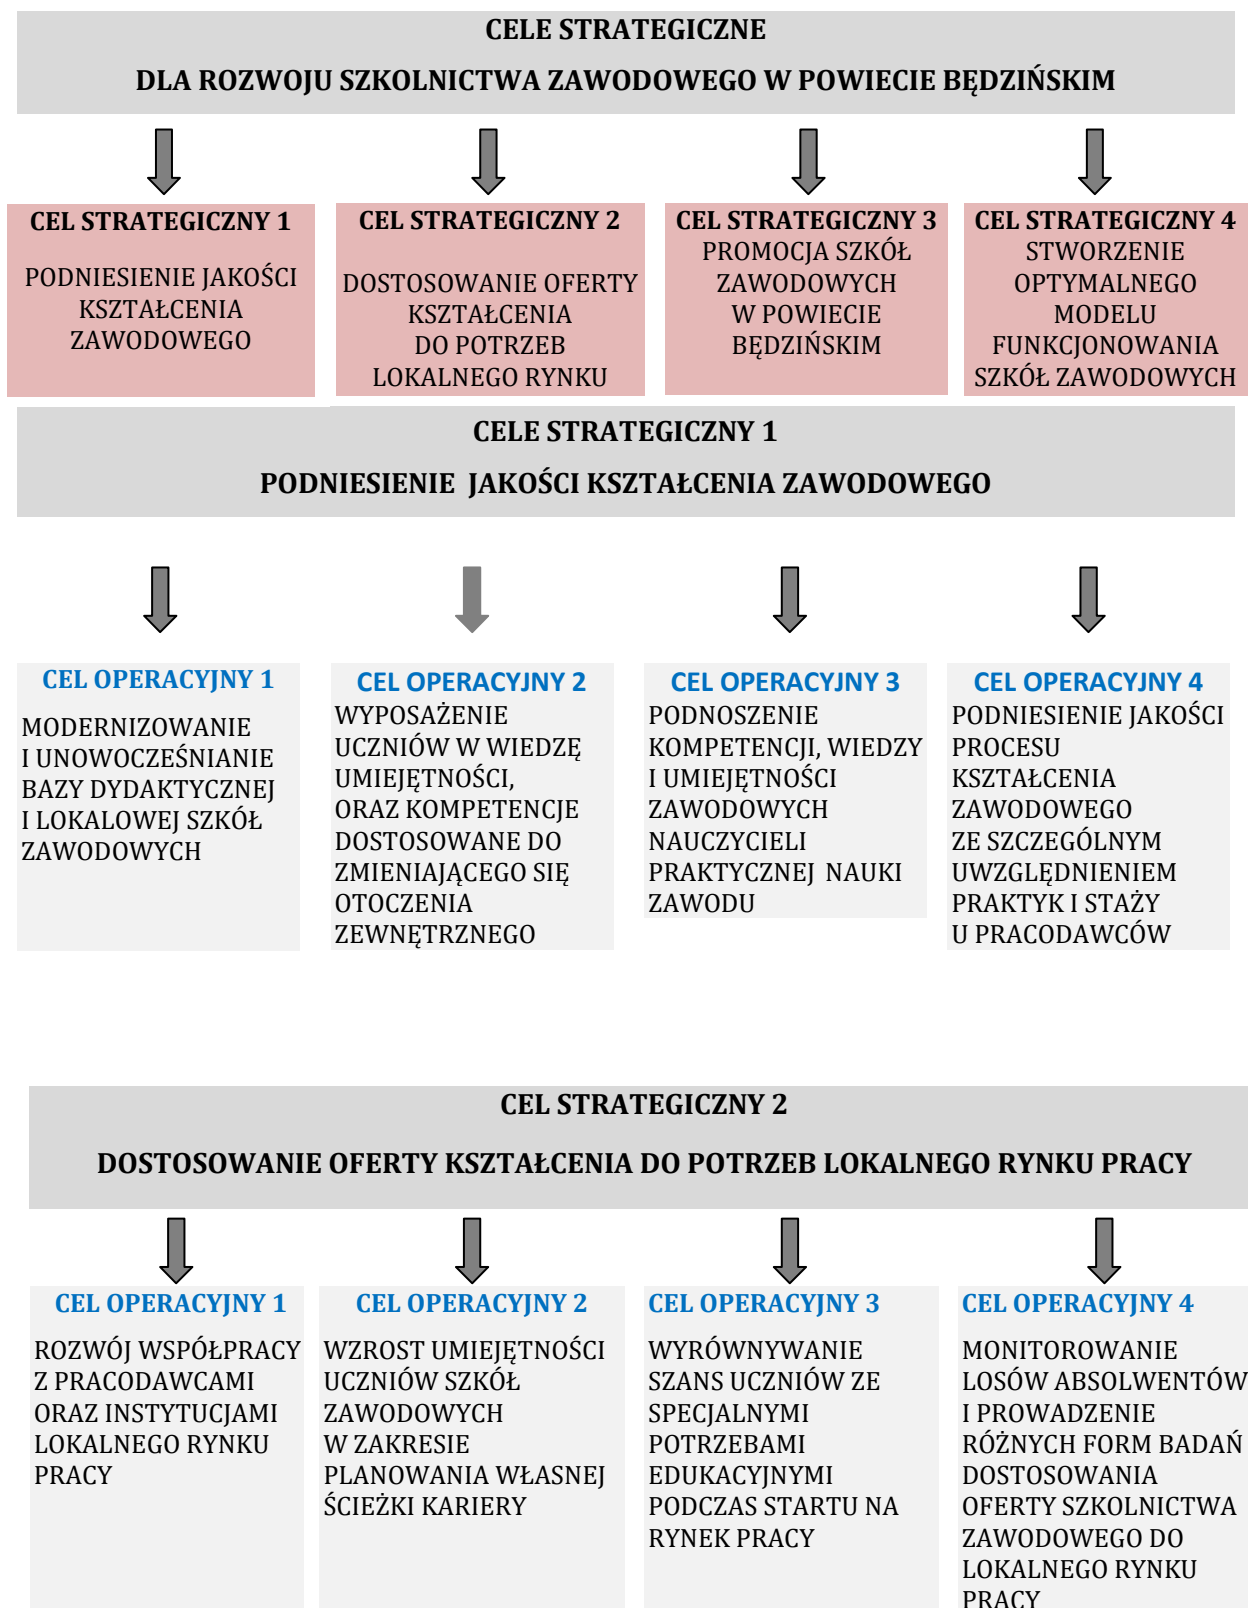 CELE STRATEGICZNE
DLA ROZWOJU SZKOLNICTWA ZAWODOWEGO W POWIECIE BĘDZIŃSKIM
CEL STRATEGICZNY 1
PODNIESIENIE JAKOŚCI
KSZTAŁCENIA
ZAWODOWEGO
CEL STRATEGICZNY 2
DOSTOSOWANIE OFERTY
KSZTAŁCENIA
DO POTRZEB
LOKALNEGO RYNKU
CEL STRATEGICZNY 3
PROMOCJA SZKÓŁ
ZAWODOWYCH
W POWIECIE
BĘDZIŃSKIM
CEL STRATEGICZNY 4
STWORZENIE
OPTYMALNEGO
MODELU
FUNKCJONOWANIA
SZKÓŁ ZAWODOWYCH
CELE STRATEGICZNY 1
PODNIESIENIE JAKOŚCI KSZTAŁCENIA ZAWODOWEGO
CEL OPERACYJNY 1
MODERNIZOWANIE
I UNOWOCZEŚNIANIE
BAZY DYDAKTYCZNEJ
I LOKALOWEJ SZKÓŁ
ZAWODOWYCH
CEL OPERACYJNY 2
WYPOSAŻENIE
UCZNIÓW W WIEDZĘ
UMIEJĘTNOŚCI,
ORAZ KOMPETENCJE
DOSTOSOWANE DO
ZMIENIAJĄCEGO SIĘ
OTOCZENIA
ZEWNĘTRZNEGO
CEL OPERACYJNY 3
PODNOSZENIE
KOMPETENCJI, WIEDZY
I UMIEJĘTNOŚCI
ZAWODOWYCH
NAUCZYCIELI
PRAKTYCZNEJ NAUKI
ZAWODU
CEL OPERACYJNY 4
PODNIESIENIE JAKOŚCI
PROCESU
KSZTAŁCENIA
ZAWODOWEGO
ZE SZCZEGÓLNYM
UWZGLĘDNIENIEM
PRAKTYK I STAŻY
U PRACODAWCÓW
CEL STRATEGICZNY 2
DOSTOSOWANIE OFERTY KSZTAŁCENIA DO POTRZEB LOKALNEGO RYNKU PRACY
CEL OPERACYJNY 1
ROZWÓJ WSPÓŁPRACY
Z PRACODAWCAMI
ORAZ INSTYTUCJAMI
LOKALNEGO RYNKU
PRACY
CEL OPERACYJNY 2
WZROST UMIEJĘTNOŚCI
UCZNIÓW SZKÓŁ
ZAWODOWYCH
W ZAKRESIE
PLANOWANIA WŁASNEJ
ŚCIEŻKI KARIERY
CEL OPERACYJNY 3
WYRÓWNYWANIE
SZANS UCZNIÓW ZE
SPECJALNYMI
POTRZEBAMI
EDUKACYJNYMI
PODCZAS STARTU NA
RYNEK PRACY
CEL OPERACYJNY 4
MONITOROWANIE
LOSÓW ABSOLWENTÓW
I PROWADZENIE
RÓŻNYCH FORM BADAŃ
DOSTOSOWANIA
OFERTY SZKOLNICTWA
ZAWODOWEGO DO
LOKALNEGO RYNKU
PRACY